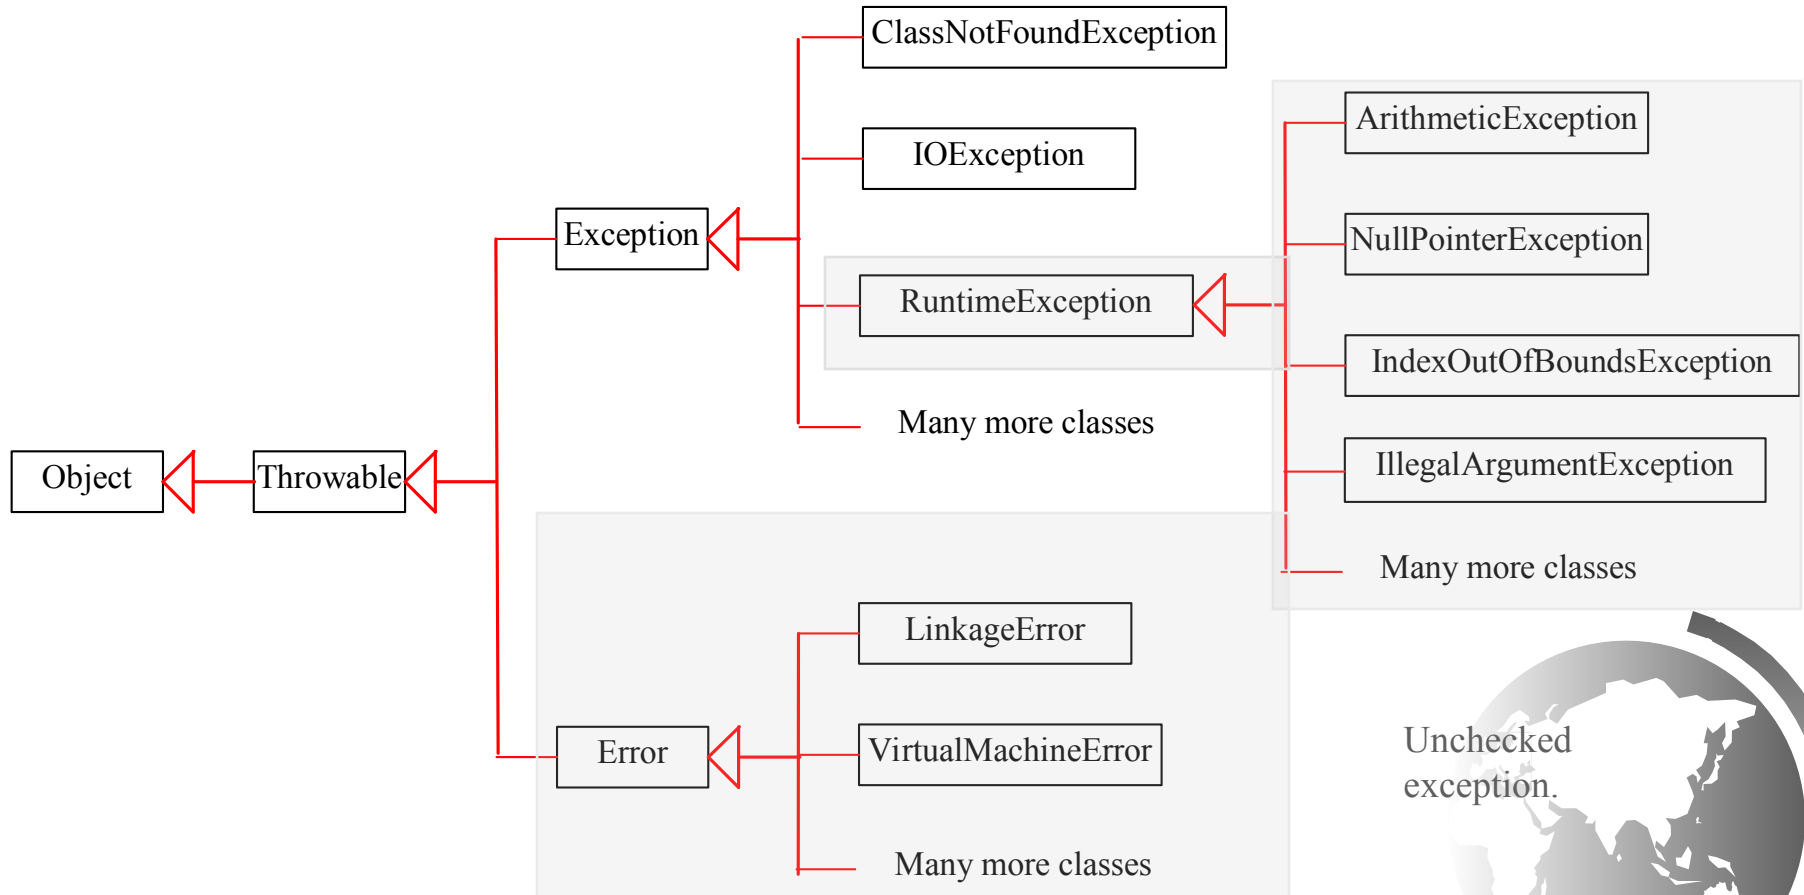 ClassNotFoundException
ArithmeticException
IOException
NullPointerException
Exception
RuntimeException
IndexOutOfBoundsException
Many more classes
Object
Throwable
IllegalArgumentException
Many more classes
LinkageError
Error
VirtualMachineError
Unchecked
exception.
Many more classes